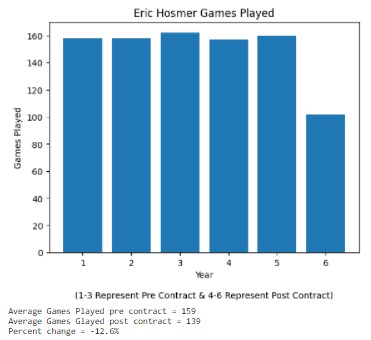 Eric Hosmer Games Played
160
140
120
100
80
60
40
20
0
Games Played
1 2 3 4 5 6
Year
(1-3 Represent Pre Contract & 4-6 Represent Post Contract)
Average Games Played pre contract = 159
Average Games Glayed post contract = 139
Percent change = -12.6%